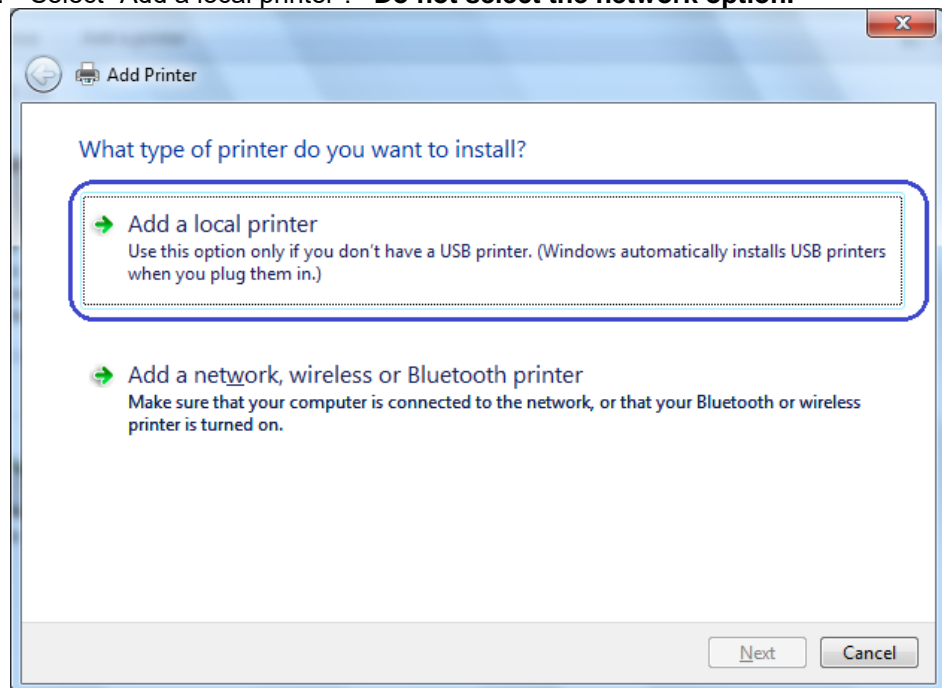 Select "Add a local printer". Do not select the network option.
Add Printer
What type of printer do you want to install?
Add a local printer
Use this option only if you don't have a USB printer. (Windows automatically installs USB printers
when you plug them in.)
Add a network, wireless or Bluetooth printer
Make sure that your computer is connected to the network, or that your Bluetooth or wireless
printer is turned on.
Next
Cancel